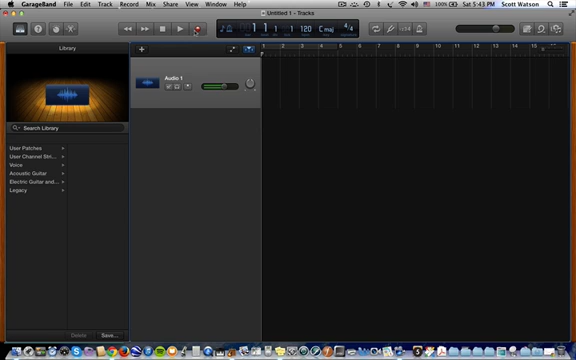 GarageBand File Edit Track Record Mix Share View Window Help 100% Sat 5:43 PM Scott Watson
Untitled 1 - Tracks
1 1 1 1 120 C maj 4/4
Library
1 2 3 4 5 6 7 8 9 10 11 12 13 14 15
Audio 1
Search Library
User Patches
User Channel Stri...
Voice
Acoustic Guitar
Electric Guitar and...
Legacy
Delete Save...